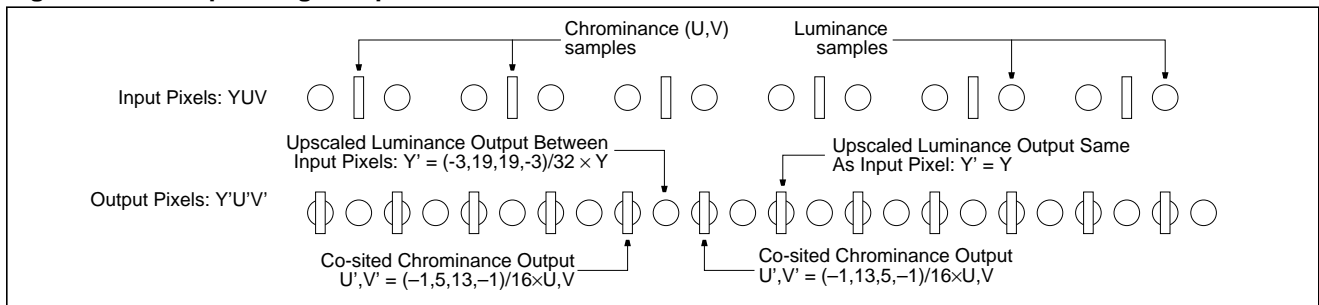 Chrominance (U,V)
samples
Luminance
samples
Input Pixels: YUV
Upscaled Luminance Output Between
Input Pixels: Y’ = (-3,19,19,-3)/32 × Y
Upscaled Luminance Output Same
As Input Pixel: Y’ = Y
Output Pixels: Y'U'V'
Co-sited Chrominance Output
U’,V’ = (–1,5,13,–1)/16×U,V
Co-sited Chrominance Output
U’,V’ = (–1,13,5,–1)/16×U,V